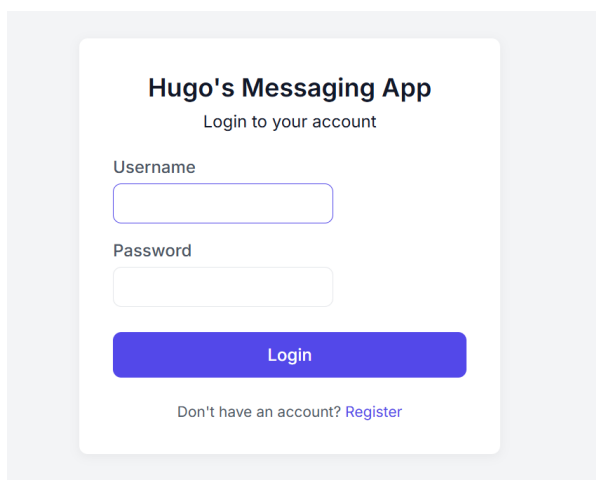 Hugo's Messaging App
Login to your account
Username
Password
Login
Don't have an account? Register